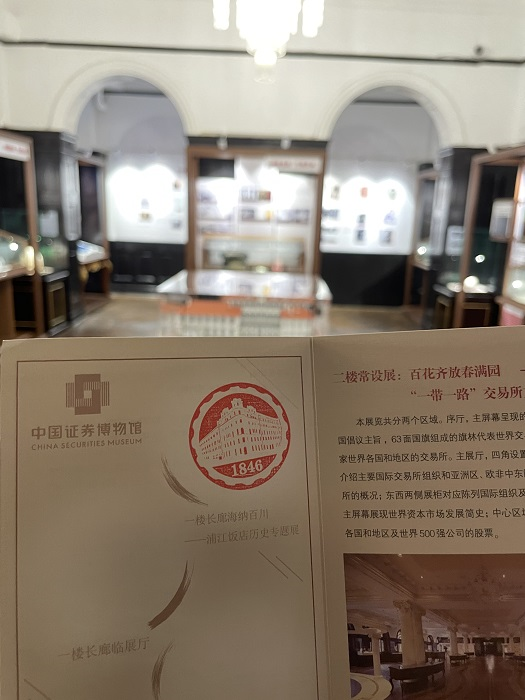 中国证券博物馆
CHINA SECURITIES MUSEUM
1846
一楼长廊海纳百川
——浦江饭店历史专题展
一楼长廊临展厅
二楼常设展：百花齐放春满园
“一带一路”交易所
本展览共分两个区域。序厅，主屏幕呈现的
国倡议主旨，63面国旗组成的旗林代表世界交
家世界各国和地区的交易所。主展厅，四角设置
介绍主要国际交易所组织和亚洲区、欧非中东
所的概况；东西两侧展柜对应陈列国际组织及
主屏幕展现世界资本市场发展简史；中心区
各国和地区及世界500强公司的股票。